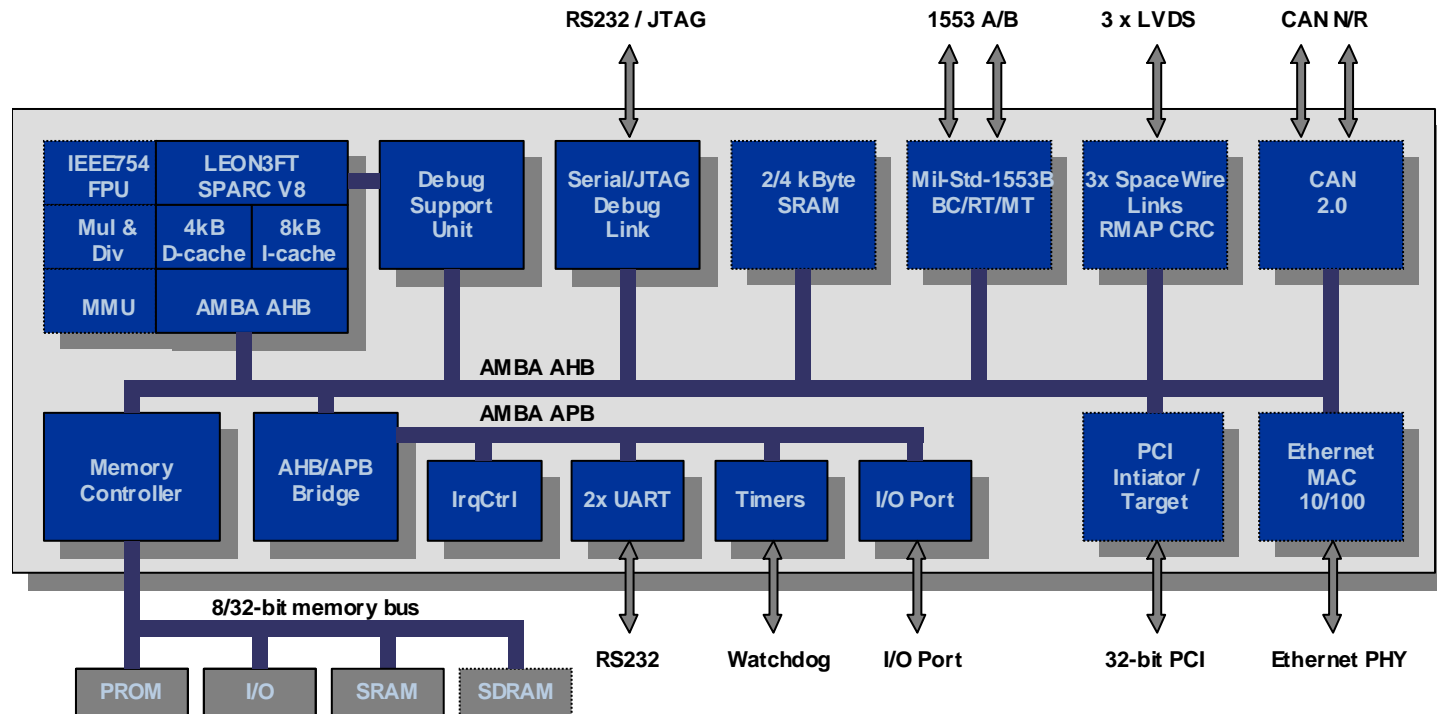 RS232 / JTAG
1553 A/B
3 x LVDS
CAN N/R
IEEE754
FPU
LEON3FT
SPARC V8
Mul &
Div
4kB
D-cache
8kB
I-cache
MMU
AMBA AHB
Debug
Support
Unit
Serial/JTAG
Debug
Link
2/4 kByte
SRAM
Mil-Std-1553B
BC/RT/MT
3x SpaceWire
Links
RMAP CRC
CAN
2.0
AMBA AHB
AMBA APB
Memory
Controller
AHB/APB
Bridge
IrqCtrl
2x UART
Timers
I/O Port
PCI
Intiator /
Target
Ethernet
MAC
10/100
8/32-bit memory bus
RS232
Watchdog
I/O Port
32-bit PCI
Ethernet PHY
PROM
I/O
SRAM
SDRAM